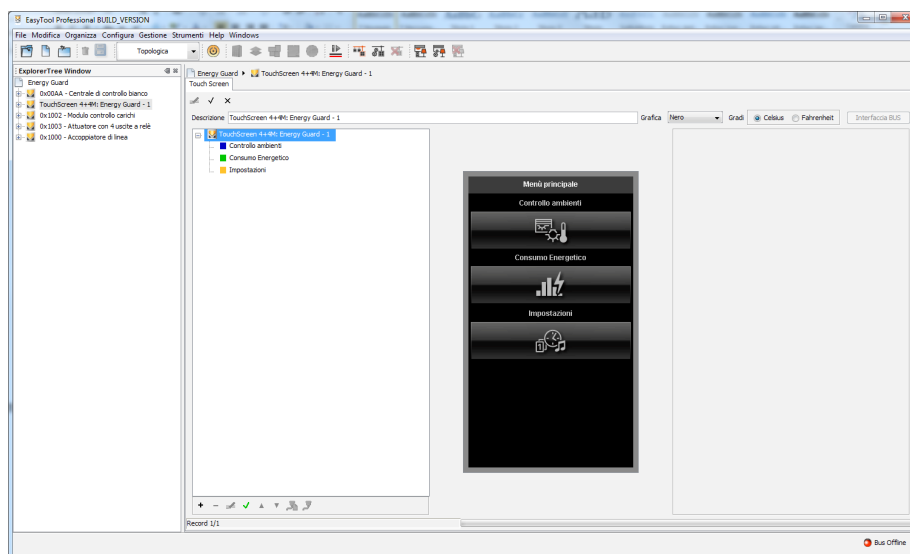 EasyTool Professional BUILD_VERSION
File Modifica Organizza Configura Gestione Strumenti Help Windows
Topologica
ExplorerTree Window
Energy Guard
0x00AA - Centrale di controllo bianco
TouchScreen 4++4M: Energy Guard - 1
0x1002 - Modulo controllo carichi
0x1003 - Attuatore con 4 uscite a relè
0x1000 - Accoppiatore di linea
Energy Guard TouchScreen 4++4M: Energy Guard - 1
Touch Screen
Descrizione TouchScreen 4++4M: Energy Guard - 1 Grafica Nero Gradi Celsius Fahrenheit Interfaccia BUS
TouchScreen 4++4M: Energy Guard - 1
Controllo ambienti
Consumo Energetico
Impostazioni
Menù principale
Controllo ambienti
Consumo Energetico
Impostazioni
1
Record 1/1
Bus Offline